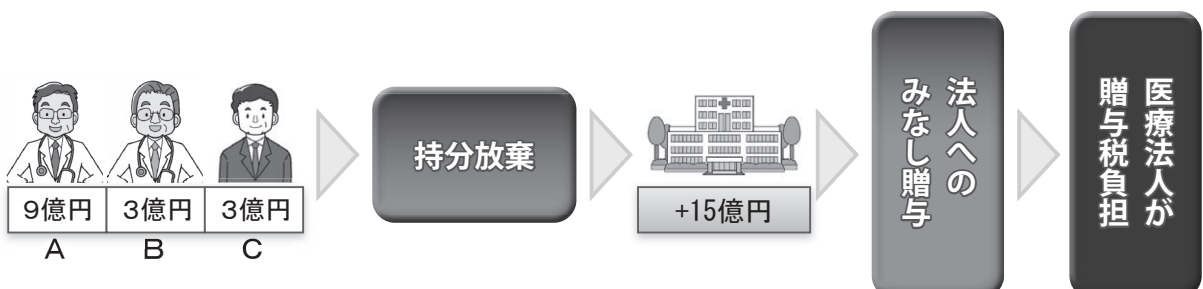 9億円
3億円
3億円
A
B
C
持分放棄
+15億円
法人への
みなし贈与
医療法人が
贈与税負担